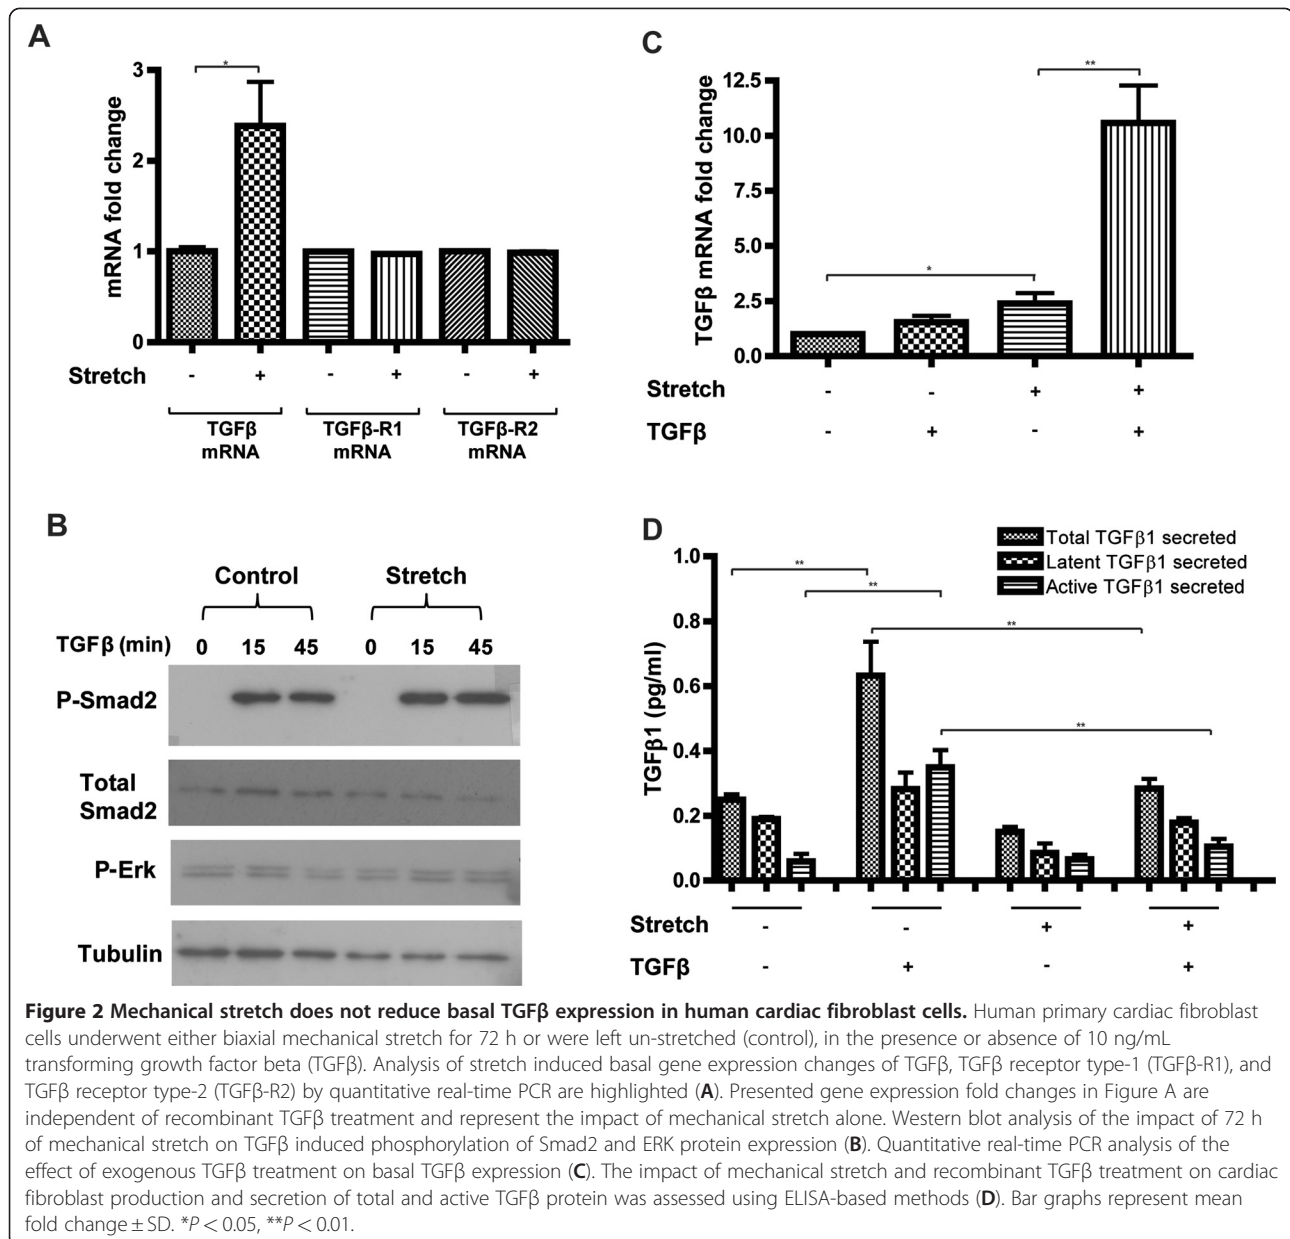 A
*
3
2
1
0
mRNA fold change
Stretch - + - + - +
TGFβ TGFβ-R1 TGFβ-R2
mRNA mRNA mRNA
C
**
*
12.5
10.0
7.5
5.0
2.5
0.0
TGFβ mRNA fold change
Stretch - - + +
TGFβ - + - +
B
Control Stretch
TGFβ (min) 0 15 45 0 15 45
P-Smad2
Total
Smad2
P-Erk
Tubulin
D
Total TGFβ1 secreted
Latent TGFβ1 secreted
Active TGFβ1 secreted
**
**
**
**
1.0
0.8
0.6
0.4
0.2
0.0
TGFβ1 (pg/ml)
Stretch - - + +
TGFβ - + - +
Figure 2 Mechanical stretch does not reduce basal TGFβ expression in human cardiac fibroblast cells. Human primary cardiac fibroblast
cells underwent either biaxial mechanical stretch for 72 h or were left un-stretched (control), in the presence or absence of 10 ng/mL
transforming growth factor beta (TGFβ). Analysis of stretch induced basal gene expression changes of TGFβ, TGFβ receptor type-1 (TGFβ-R1), and
TGFβ receptor type-2 (TGFβ-R2) by quantitative real-time PCR are highlighted (A). Presented gene expression fold changes in Figure A are
independent of recombinant TGFβ treatment and represent the impact of mechanical stretch alone. Western blot analysis of the impact of 72 h
of mechanical stretch on TGFβ induced phosphorylation of Smad2 and ERK protein expression (B). Quantitative real-time PCR analysis of the
effect of exogenous TGFβ treatment on basal TGFβ expression (C). The impact of mechanical stretch and recombinant TGFβ treatment on cardiac
fibroblast production and secretion of total and active TGFβ protein was assessed using ELISA-based methods (D). Bar graphs represent mean
fold change ± SD. *P < 0.05, **P < 0.01.